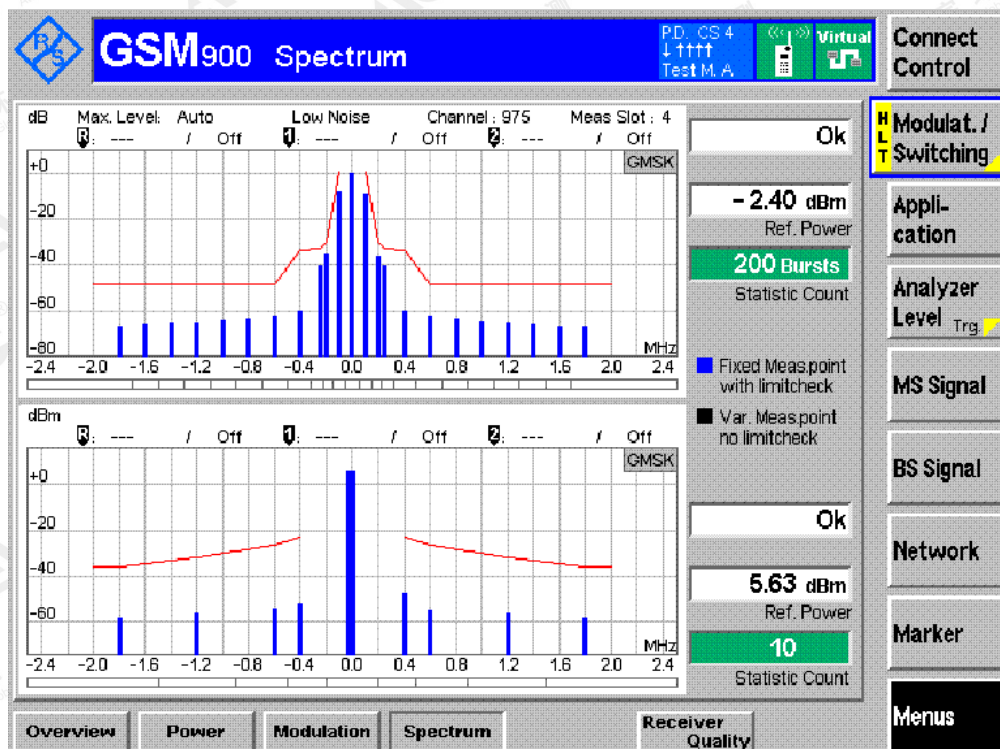 R/S
GSM900 Spectrum
P.D. CS 4
↓↑↑↑↑
Test M. A
Virtual
Connect
Control
dB Max. Level: Auto Low Noise Channel : 975 Meas Slot : 4
R: --- / Off 1: --- / Off 2: --- / Off
GMSK
+0
-20
-40
-60
-80
MHz
-2.4 -2.0 -1.6 -1.2 -0.8 -0.4 0.0 0.4 0.8 1.2 1.6 2.0 2.4
Ok
-2.40 dBm
Ref. Power
200 Bursts
Statistic Count
Fixed Meas.point
with limitcheck
Var. Meas.point
no limitcheck
dBm
R: --- / Off 1: --- / Off 2: --- / Off
GMSK
+0
-20
-40
-60
MHz
-2.4 -2.0 -1.6 -1.2 -0.8 -0.4 0.0 0.4 0.8 1.2 1.6 2.0 2.4
Ok
5.63 dBm
Ref. Power
10
Statistic Count
HLT
Modulat. /
Switching
Appli-
cation
Analyzer
Level Trg.
MS Signal
BS Signal
Network
Marker
Menus
Overview Power Modulation Spectrum Receiver
Quality